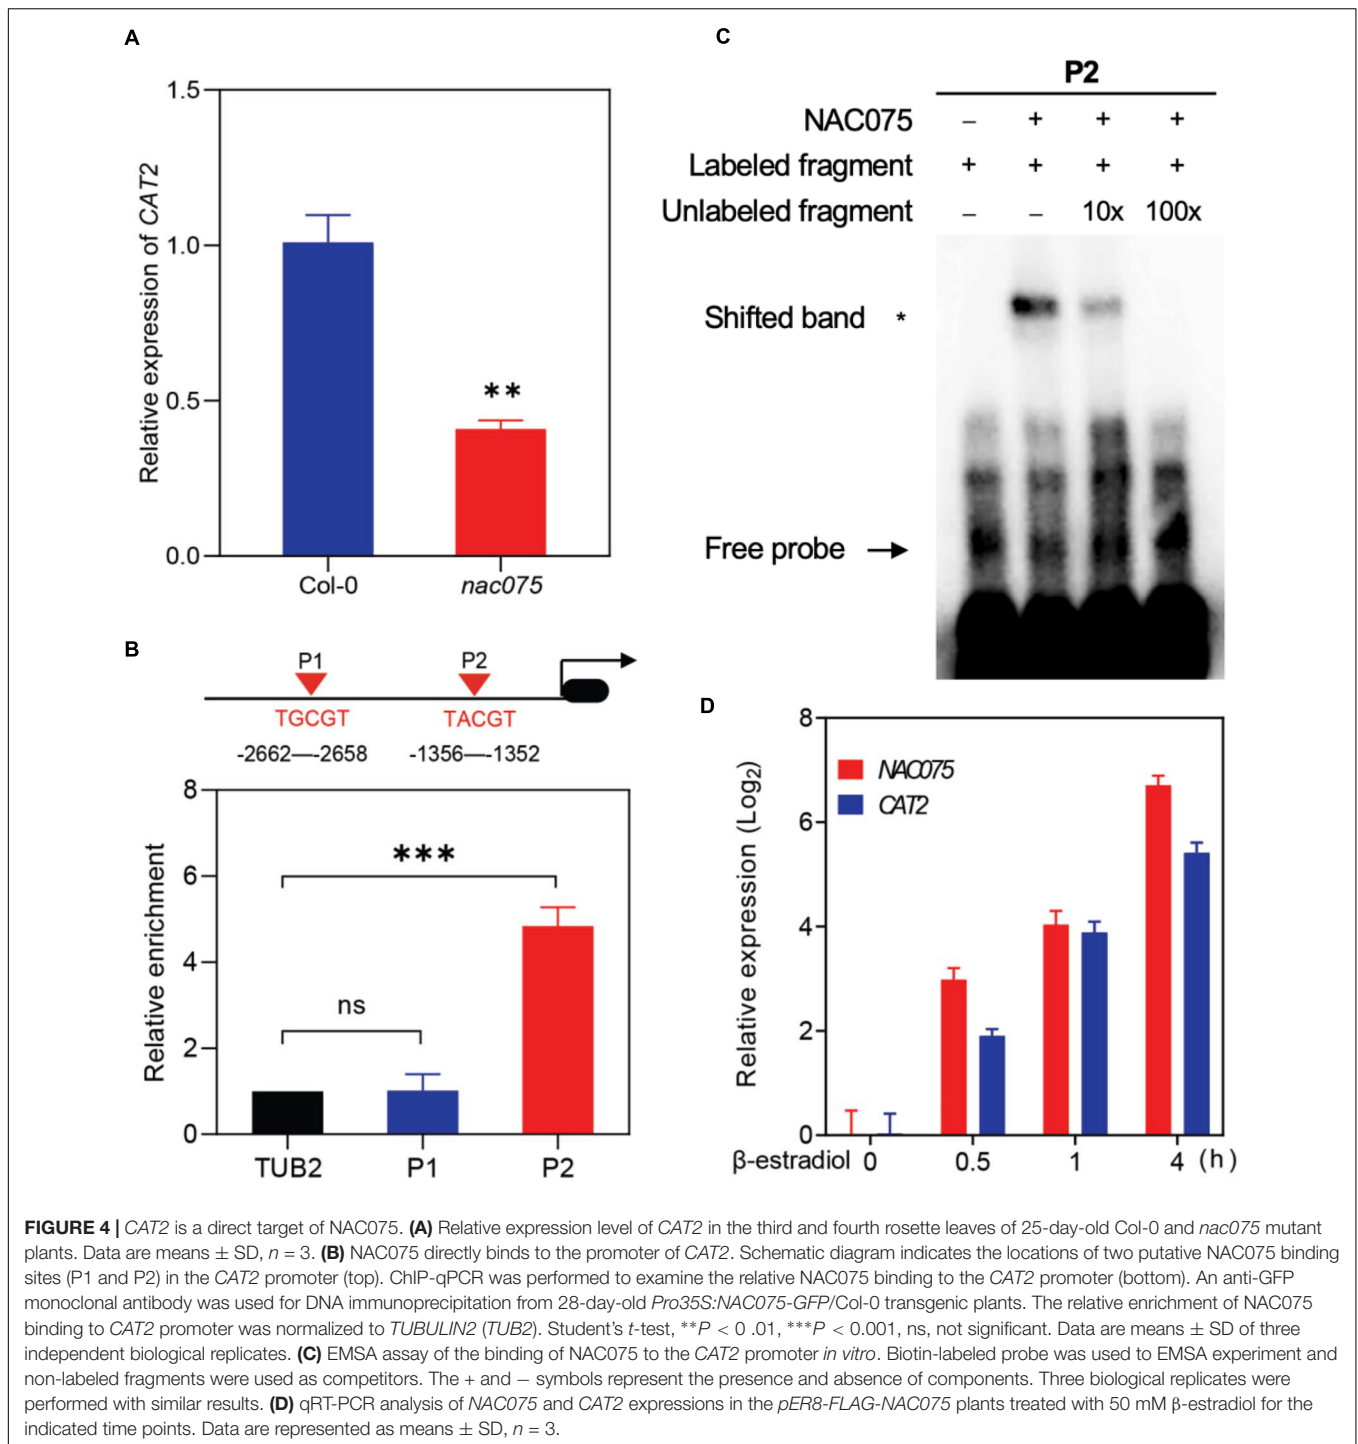 A
Relative expression of CAT2
1.5
1.0
0.5
0.0
**
Col-0
nac075
B
P1
P2
TGCGT
TACGT
-2662—-2658
-1356—-1352
Relative enrichment
8
6
4
2
0
***
ns
TUB2
P1
P2
C
P2
NAC075 – + + +
Labeled fragment + + + +
Unlabeled fragment – – 10x 100x
Shifted band *
Free probe
D
Relative expression (Log2)
8
6
4
2
0
NAC075
CAT2
β-estradiol 0 0.5 1 4 (h)
FIGURE 4 | CAT2 is a direct target of NAC075. (A) Relative expression level of CAT2 in the third and fourth rosette leaves of 25-day-old Col-0 and nac075 mutant
plants. Data are means ± SD, n = 3. (B) NAC075 directly binds to the promoter of CAT2. Schematic diagram indicates the locations of two putative NAC075 binding
sites (P1 and P2) in the CAT2 promoter (top). ChIP-qPCR was performed to examine the relative NAC075 binding to the CAT2 promoter (bottom). An anti-GFP
monoclonal antibody was used for DNA immunoprecipitation from 28-day-old Pro35S:NAC075-GFP/Col-0 transgenic plants. The relative enrichment of NAC075
binding to CAT2 promoter was normalized to TUBULIN2 (TUB2). Student's t-test, **P < 0 .01, ***P < 0.001, ns, not significant. Data are means ± SD of three
independent biological replicates. (C) EMSA assay of the binding of NAC075 to the CAT2 promoter in vitro. Biotin-labeled probe was used to EMSA experiment and
non-labeled fragments were used as competitors. The + and − symbols represent the presence and absence of components. Three biological replicates were
performed with similar results. (D) qRT-PCR analysis of NAC075 and CAT2 expressions in the pER8-FLAG-NAC075 plants treated with 50 mM β-estradiol for the
indicated time points. Data are represented as means ± SD, n = 3.